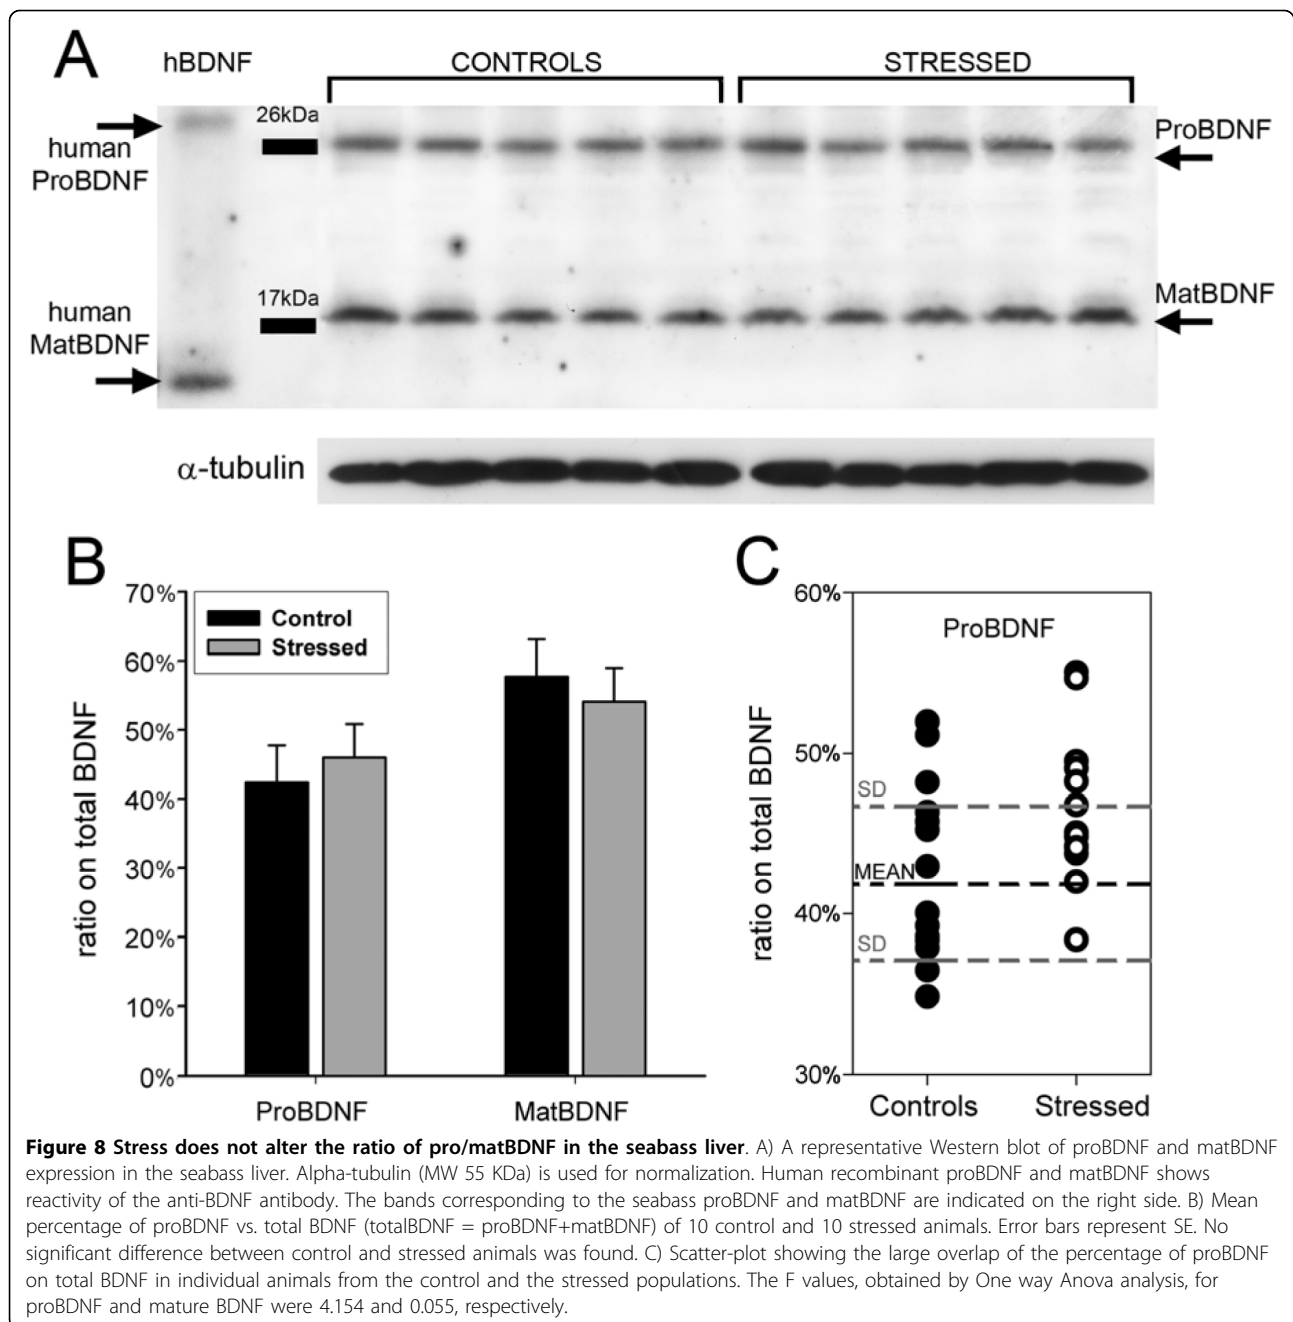 A
hBDNF
CONTROLS
STRESSED
26kDa
human
ProBDNF
ProBDNF
17kDa
human
MatBDNF
MatBDNF
α-tubulin
B
70%
60%
50%
40%
30%
20%
10%
0%
ratio on total BDNF
Control
Stressed
ProBDNF
MatBDNF
C
60%
50%
40%
30%
ratio on total BDNF
ProBDNF
SD
MEAN
SD
Controls
Stressed
Figure 8 Stress does not alter the ratio of pro/matBDNF in the seabass liver. A) A representative Western blot of proBDNF and matBDNF
expression in the seabass liver. Alpha-tubulin (MW 55 KDa) is used for normalization. Human recombinant proBDNF and matBDNF shows
reactivity of the anti-BDNF antibody. The bands corresponding to the seabass proBDNF and matBDNF are indicated on the right side. B) Mean
percentage of proBDNF vs. total BDNF (totalBDNF = proBDNF+matBDNF) of 10 control and 10 stressed animals. Error bars represent SE. No
significant difference between control and stressed animals was found. C) Scatter-plot showing the large overlap of the percentage of proBDNF
on total BDNF in individual animals from the control and the stressed populations. The F values, obtained by One way Anova analysis, for
proBDNF and mature BDNF were 4.154 and 0.055, respectively.